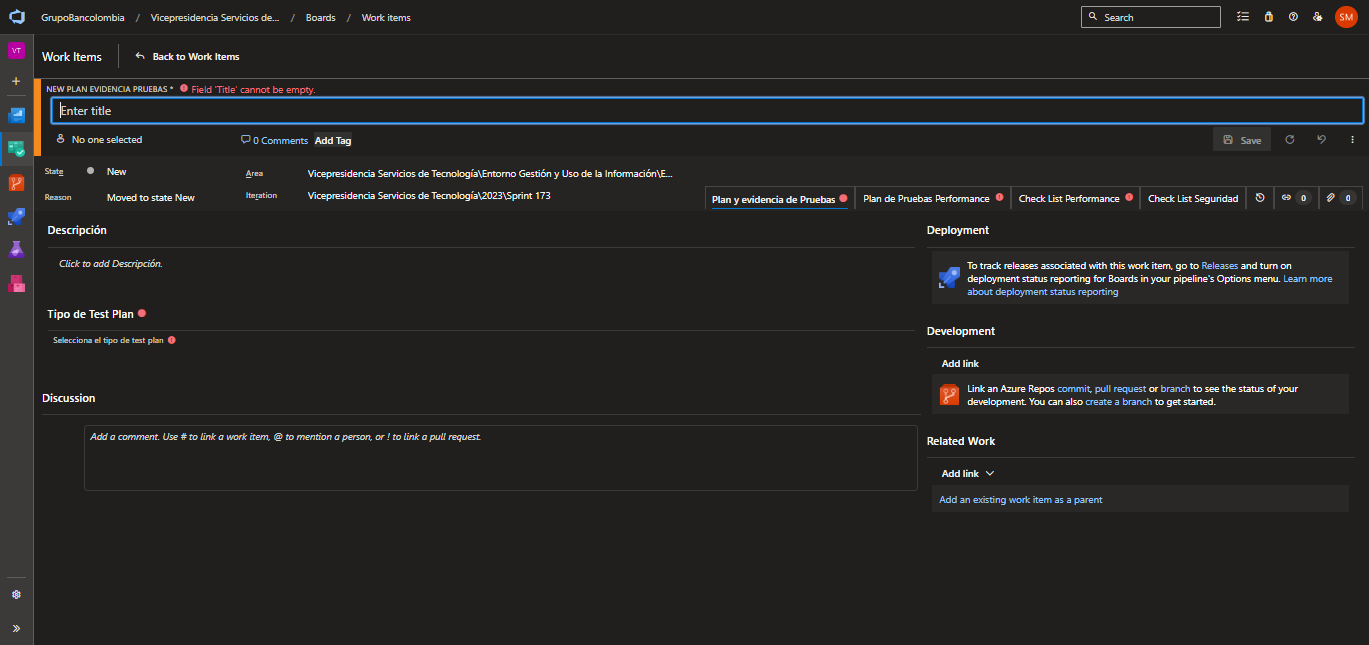 GrupoBancolombia / Vicepresidencia Servicios de... / Boards / Work items
Search
SM
VT
Work Items
Back to Work Items
NEW PLAN EVIDENCIA PRUEBAS * Field 'Title' cannot be empty.
Enter title
No one selected
0 Comments
Add Tag
Save
State
New
Area
Vicepresidencia Servicios de Tecnología\Entorno Gestión y Uso de la Información\E...
Reason
Moved to state New
Iteration
Vicepresidencia Servicios de Tecnología\2023\Sprint 173
Plan y evidencia de Pruebas
Plan de Pruebas Performance
Check List Performance
Check List Seguridad
0
0
Descripción
Click to add Descripción.
Tipo de Test Plan
Selecciona el tipo de test plan
Discussion
Add a comment. Use # to link a work item, @ to mention a person, or ! to link a pull request.
Deployment
To track releases associated with this work item, go to Releases and turn on
deployment status reporting for Boards in your pipeline's Options menu. Learn more
about deployment status reporting
Development
Add link
Link an Azure Repos commit, pull request or branch to see the status of your
development. You can also create a branch to get started.
Related Work
Add link
Add an existing work item as a parent